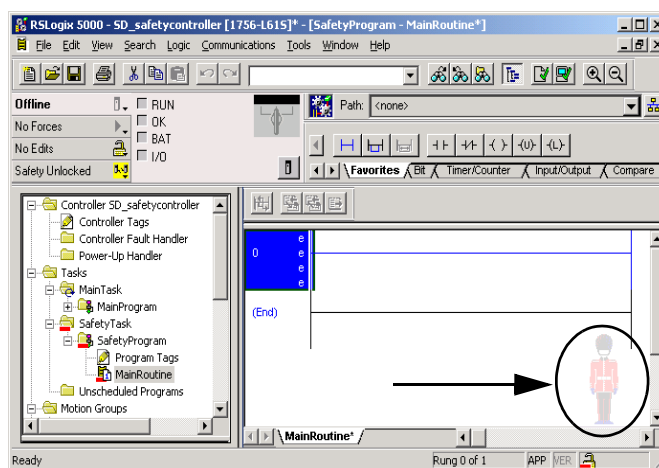 RSLogix 5000 - SD_safetycontroller [1756-L61S]* - [SafetyProgram - MainRoutine*]
File Edit View Search Logic Communications Tools Window Help
Offline
RUN
No Forces
OK
No Edits
BAT
Safety Unlocked
I/O
Path: <none>
Favorites Bit Timer/Counter Input/Output Compare
Controller SD_safetycontroller
Controller Tags
Controller Fault Handler
Power-Up Handler
Tasks
MainTask
MainProgram
SafetyTask
SafetyProgram
Program Tags
MainRoutine
Unscheduled Programs
Motion Groups
0
e
e
e
e
(End)
MainRoutine*
Ready
Rung 0 of 1 APP VER